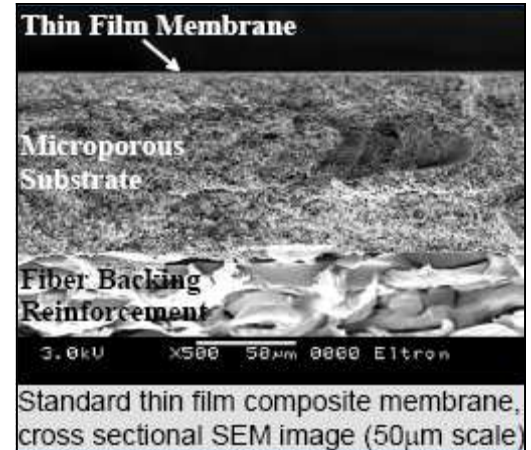 Thin Film Membrane
Microporous
Substrate
Fiber Backing
Reinforcement
3.0kV X500 50μm 0000 Eltron
Standard thin film composite membrane,
cross sectional SEM image (50μm scale)